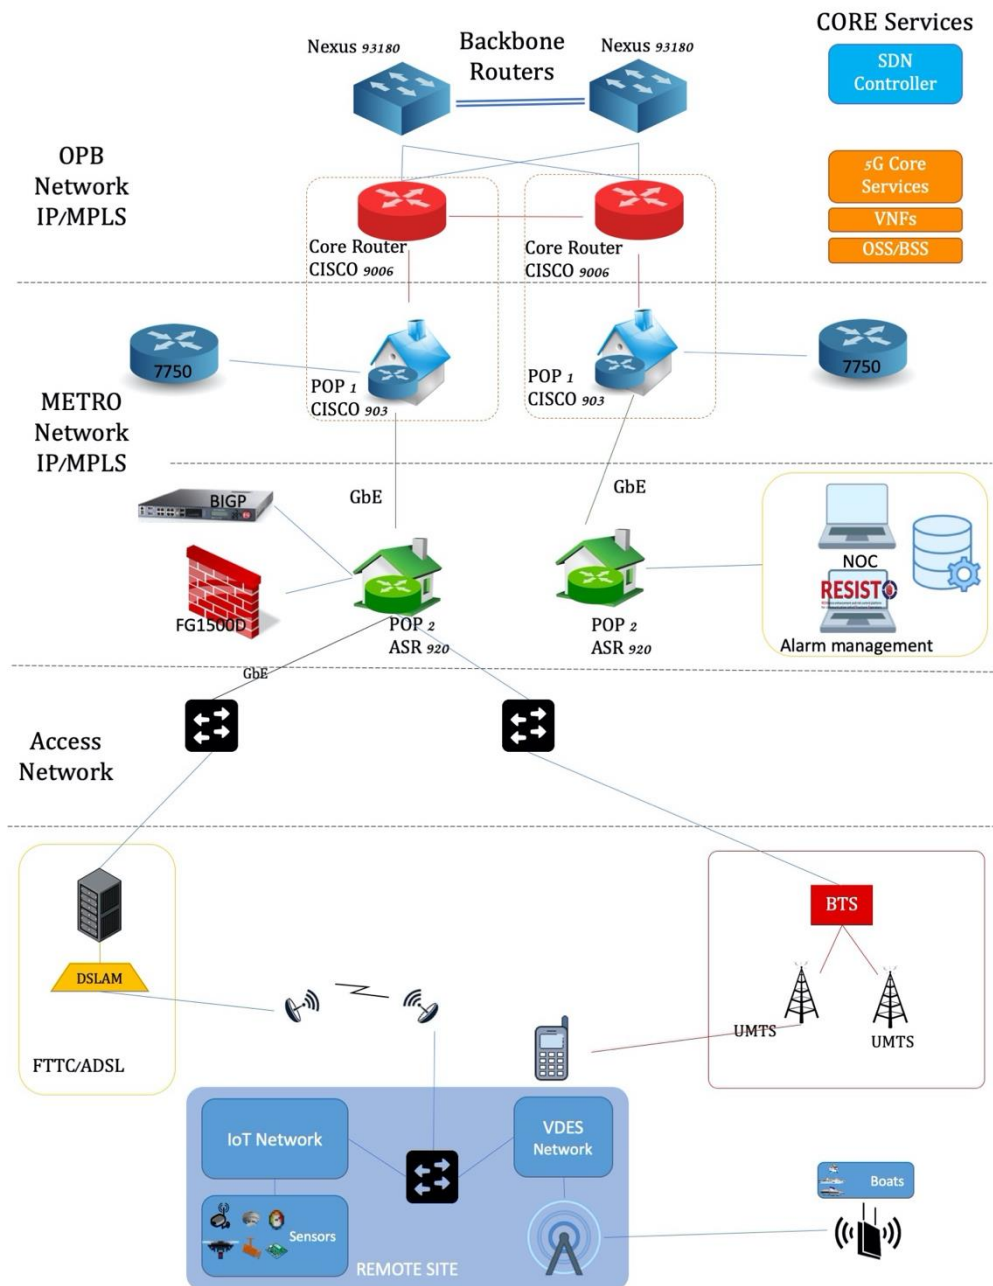 CORE Services
Nexus 93180
Backbone
Routers
Nexus 93180
SDN
Controller
OPB
Network
IP/MPLS
5G Core
Services
VNFs
OSS/BSS
Core Router
CISCO 9006
Core Router
CISCO 9006
7750
7750
POP 1
CISCO 903
POP 1
CISCO 903
METRO
Network
IP/MPLS
GbE
GbE
BIGP
NOC
RESISTO
FG1500D
POP 2
ASR 920
POP 2
ASR 920
Alarm management
GbE
Access
Network
BTS
DSLAM
UMTS
UMTS
FTTC/ADSL
IoT Network
VDES
Network
Boats
Sensors
REMOTE SITE